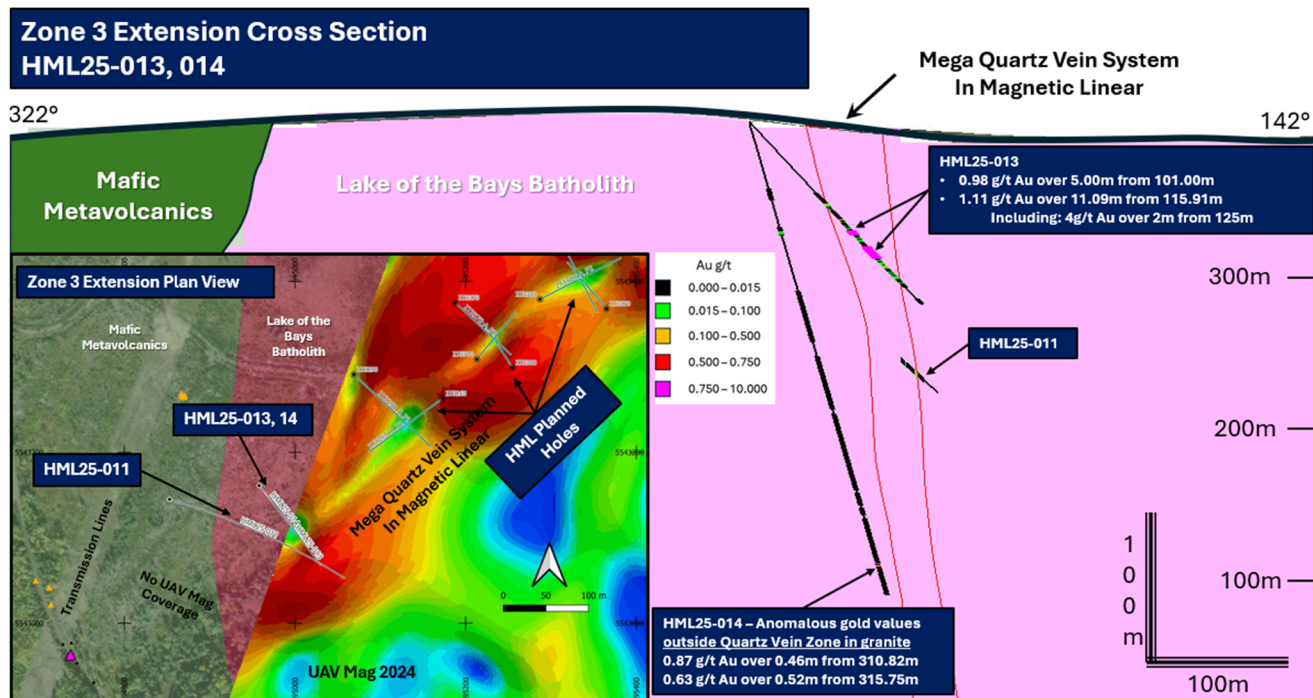 Zone 3 Extension Cross Section
HML25-013, 014
Mega Quartz Vein System
In Magnetic Linear
322°
142°
Mafic
Metavolcanics
Lake of the Bays Batholith
HML25-013
• 0.98 g/t Au over 5.00m from 101.00m
• 1.11 g/t Au over 11.09m from 115.91m
Including: 4g/t Au over 2m from 125m
Zone 3 Extension Plan View
Au g/t
0.000 – 0.015
0.015 – 0.100
0.100 – 0.500
0.500 – 0.750
0.750 – 10.000
300m
HML25-011
200m
100m
Mafic
Metavolcanics
Lake of the
Bays
Batholith
HML25-013, 14
HML25-011
HML Planned
Holes
Mega Quartz Vein System
In Magnetic Linear
Transmission Lines
No UAV Mag
Coverage
HML25-011
0 50 100 m
UAV Mag 2024
HML25-014 – Anomalous gold values
outside Quartz Vein Zone in granite
0.87 g/t Au over 0.46m from 310.82m
0.63 g/t Au over 0.52m from 315.75m
1
0
0
m
100m